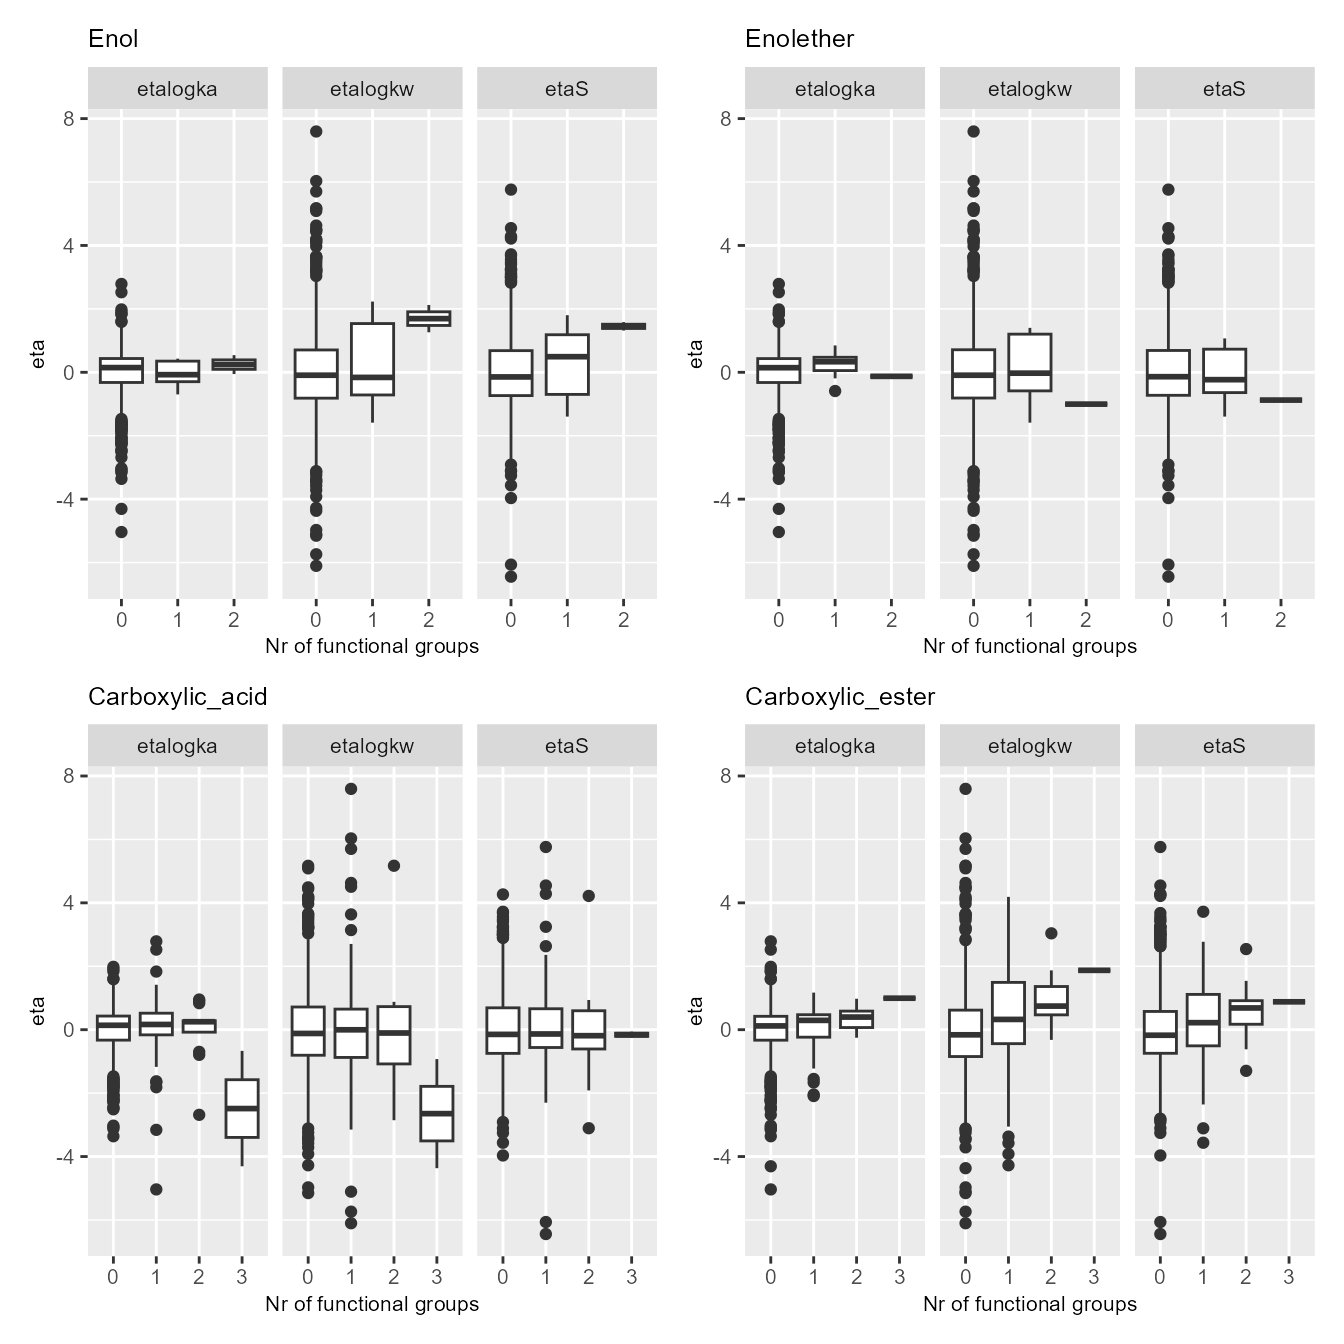 Enol
etalogka etalogkw etaS
eta
8
4
0
-4
0 1 2 0 1 2 0 1 2
Nr of functional groups
Enolether
etalogka etalogkw etaS
eta
8
4
0
-4
0 1 2 0 1 2 0 1 2
Nr of functional groups
Carboxylic_acid
etalogka etalogkw etaS
eta
8
4
0
-4
0 1 2 3 0 1 2 3 0 1 2 3
Nr of functional groups
Carboxylic_ester
etalogka etalogkw etaS
eta
8
4
0
-4
0 1 2 3 0 1 2 3 0 1 2 3
Nr of functional groups